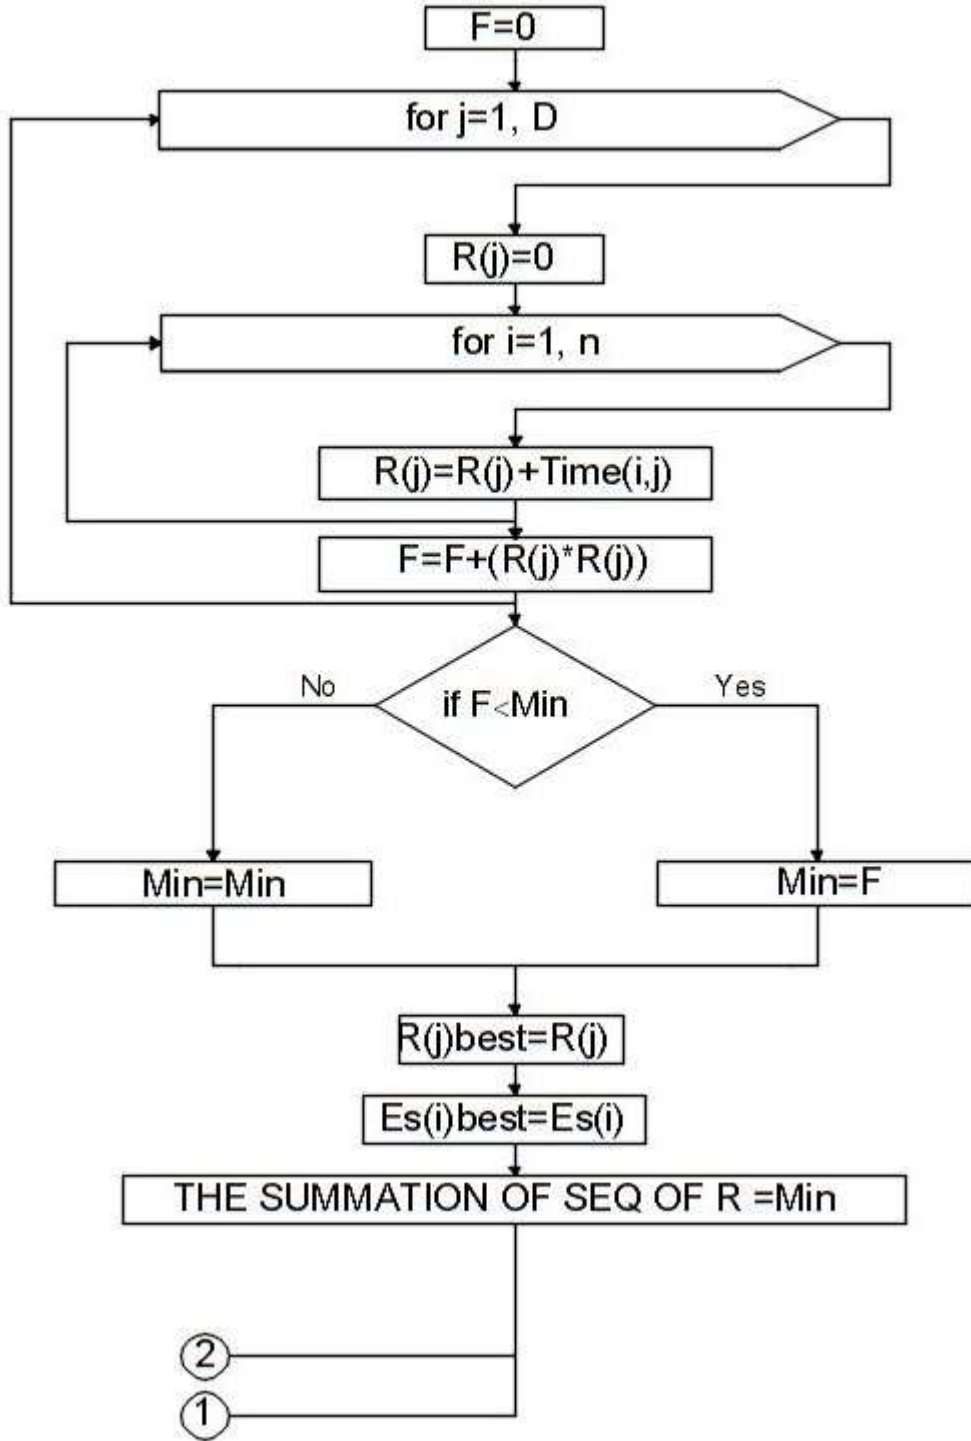 F=0
for j=1, D
R(j)=0
for i=1, n
R(j)=R(j)+Time(i,j)
F=F+(R(j)*R(j))
No
if F<Min
Yes
Min=Min
Min=F
R(j)best=R(j)
Es(i)best=Es(i)
THE SUMMATION OF SEQ OF R =Min
2
1